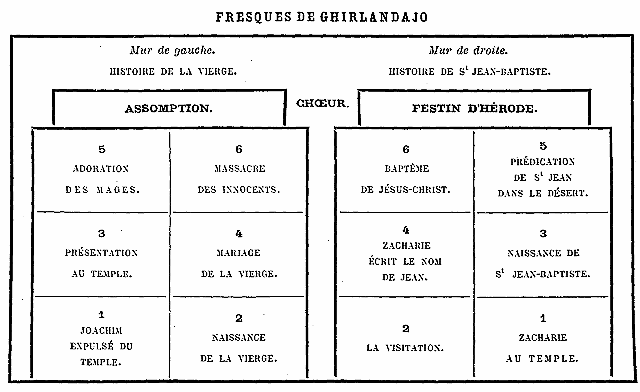 FRESQUES DE GHIRLANDAJO
Mur de gauche.
HISTOIRE DE LA VIERGE.
Mur de droite.
HISTOIRE DE St JEAN-BAPTISTE.
ASSOMPTION.
CHŒUR.
FESTIN D'HÉRODE.
5
ADORATION
DES MAGES.
6
MASSACRE
DES INNOCENTS.
6
BAPTÊME
DE JÉSUS-CHRIST.
5
PRÉDICATION
DE St JEAN
DANS LE DÉSERT.
3
PRÉSENTATION
AU TEMPLE.
4
MARIAGE
DE LA VIERGE.
4
ZACHARIE
ÉCRIT LE NOM
DE JEAN.
3
NAISSANCE DE
St JEAN-BAPTISTE.
1
JOACHIM
EXPULSÉ DU
TEMPLE.
2
NAISSANCE
DE LA VIERGE.
2
LA VISITATION.
1
ZACHARIE
AU TEMPLE.